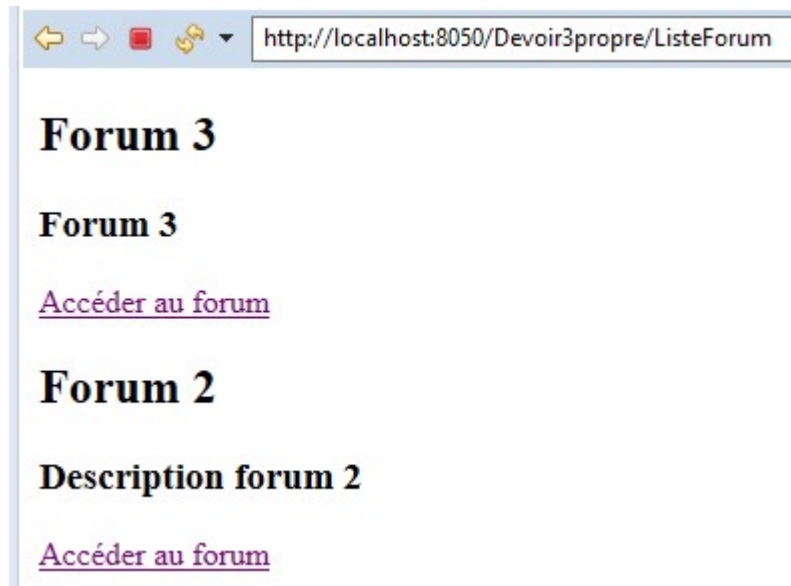 http://localhost:8050/Devoir3propre/ListeForum
Forum 3
Forum 3
Accéder au forum
Forum 2
Description forum 2
Accéder au forum